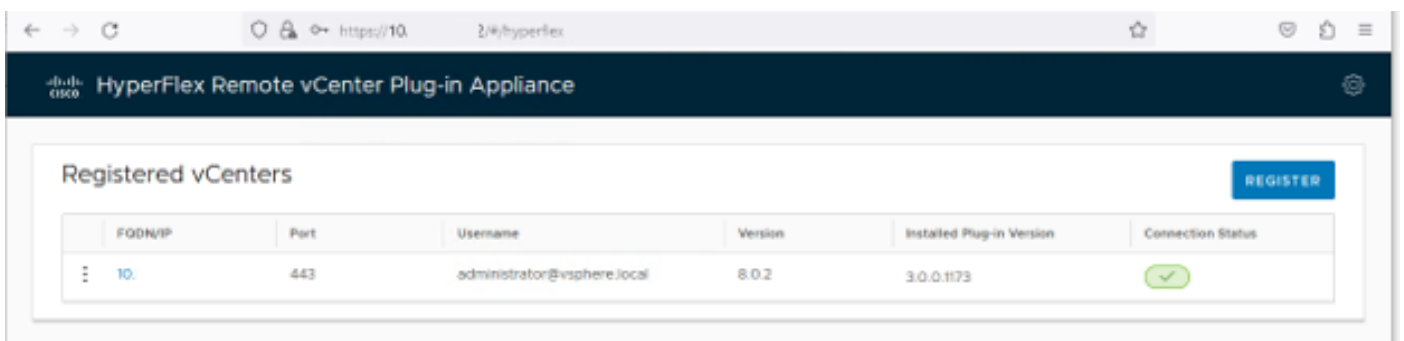 https://10. 2/#/hyperflex
cisco HyperFlex Remote vCenter Plug-in Appliance
Registered vCenters
REGISTER
FQDN/IP Port Username Version Installed Plug-in Version Connection Status
10. 443 administrator@vsphere.local 8.0.2 3.0.0.1173